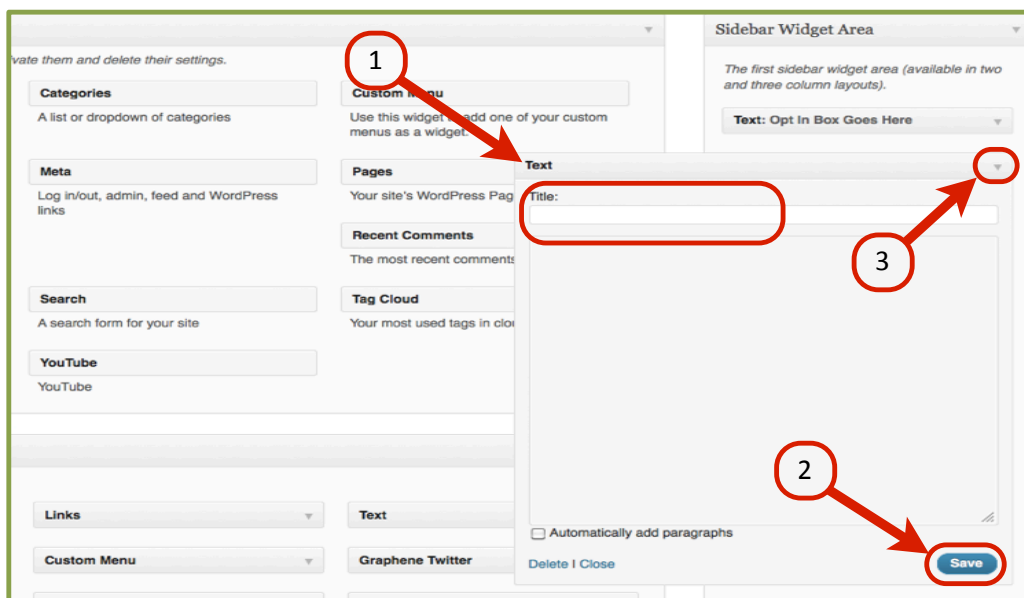 Sidebar Widget Area
vate them and delete their settings.
1
The first sidebar widget area (available in two
and three column layouts).
Categories
A list or dropdown of categories
Custom Menu
Use this widget to add one of your custom
menus as a widget.
Text: Opt In Box Goes Here
Meta
Log in/out, admin, feed and WordPress
links
Pages
Your site's WordPress Pag
Text
Title:
Recent Comments
The most recent comments
3
Search
A search form for your site
Tag Cloud
Your most used tags in clou
YouTube
YouTube
2
Links
Text
Automatically add paragraphs
Custom Menu
Graphene Twitter
Delete | Close
Save